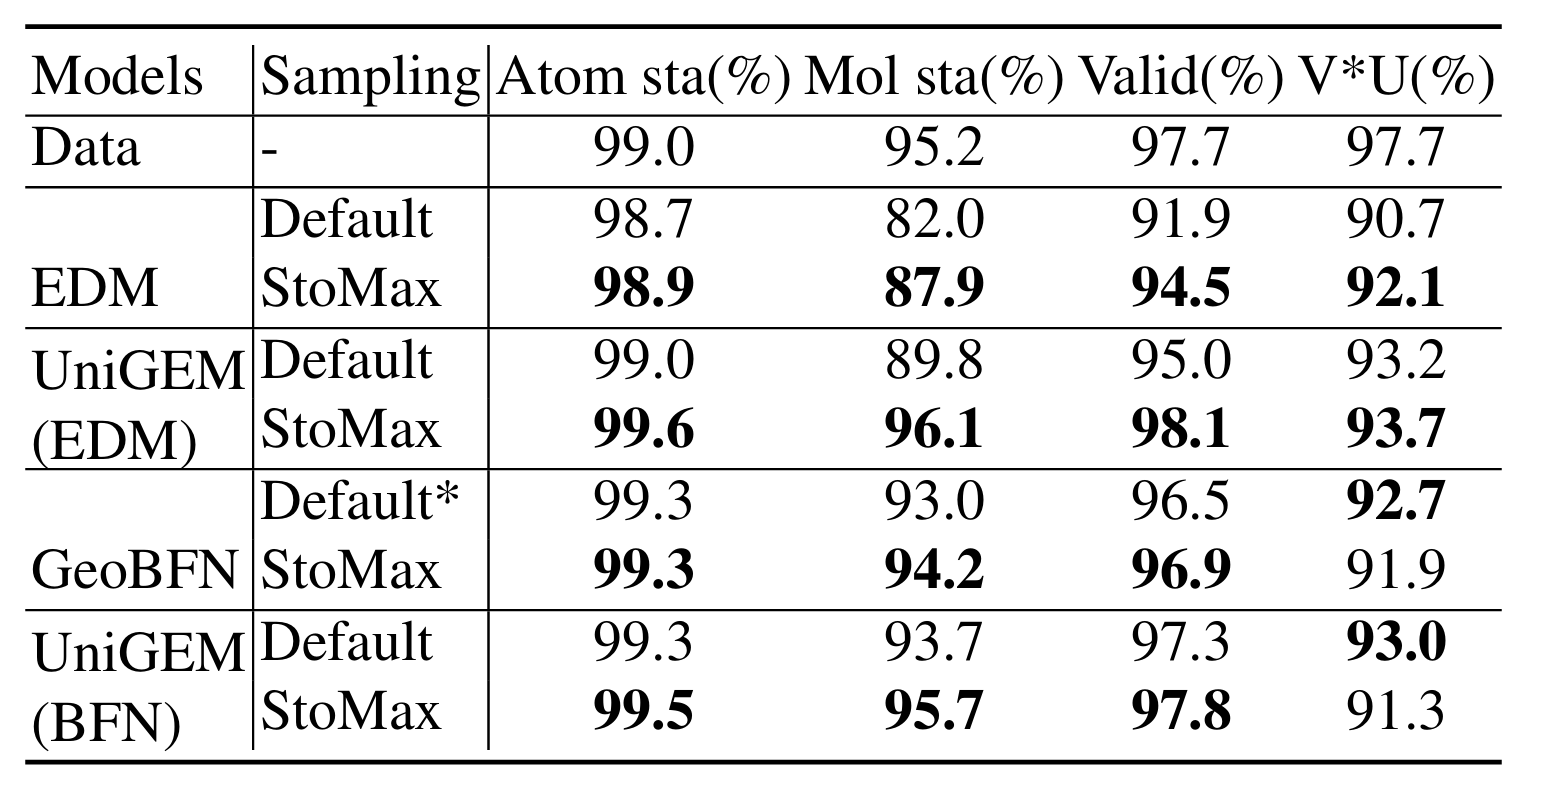 Models Sampling Atom sta(%) Mol sta(%) Valid(%) V*U(%)
Data - 99.0 95.2 97.7 97.7
Default 98.7 82.0 91.9 90.7
EDM StoMax 98.9 87.9 94.5 92.1
UniGEM Default 99.0 89.8 95.0 93.2
(EDM) StoMax 99.6 96.1 98.1 93.7
Default* 99.3 93.0 96.5 92.7
GeoBFN StoMax 99.3 94.2 96.9 91.9
UniGEM Default 99.3 93.7 97.3 93.0
(BFN) StoMax 99.5 95.7 97.8 91.3